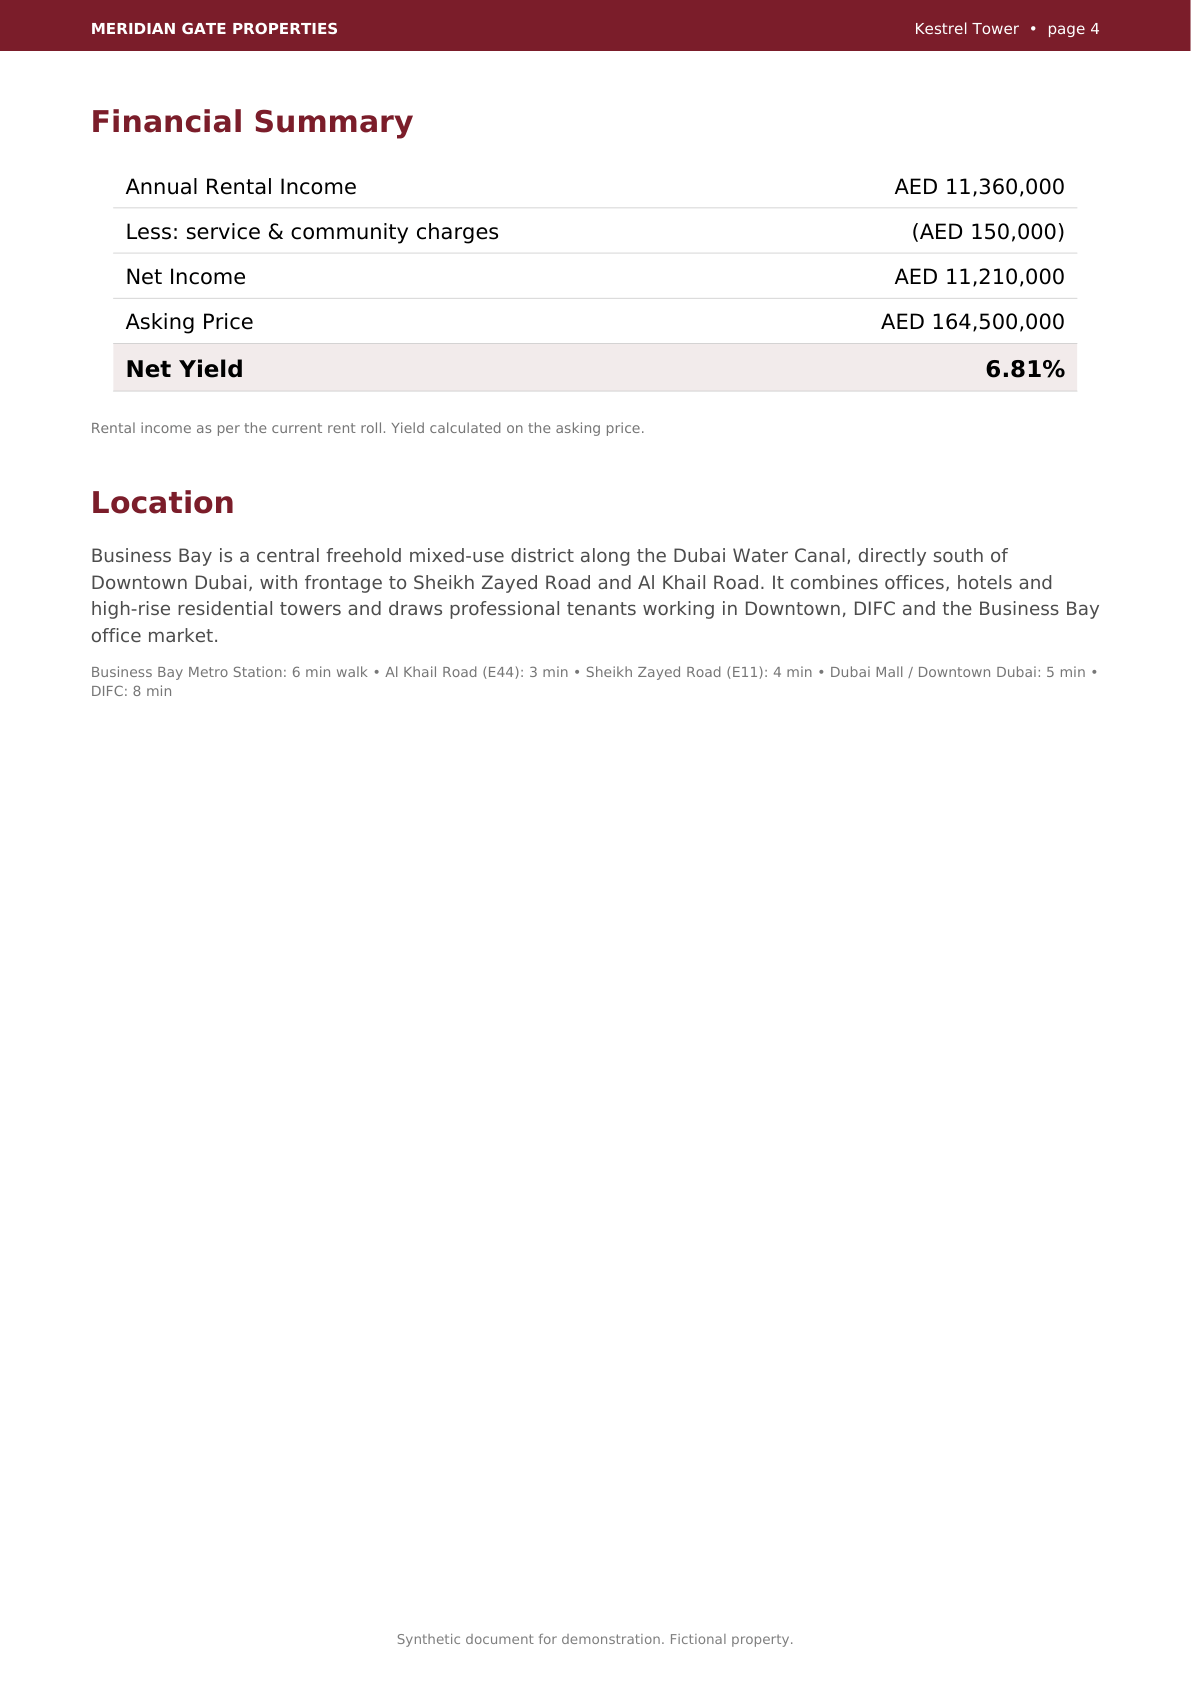 MERIDIAN GATE PROPERTIES
Kestrel Tower • page 4
Financial Summary
Annual Rental Income AED 11,360,000
Less: service & community charges (AED 150,000)
Net Income AED 11,210,000
Asking Price AED 164,500,000
Net Yield 6.81%
Rental income as per the current rent roll. Yield calculated on the asking price.
Location
Business Bay is a central freehold mixed-use district along the Dubai Water Canal, directly south of
Downtown Dubai, with frontage to Sheikh Zayed Road and Al Khail Road. It combines offices, hotels and
high-rise residential towers and draws professional tenants working in Downtown, DIFC and the Business Bay
office market.
Business Bay Metro Station: 6 min walk • Al Khail Road (E44): 3 min • Sheikh Zayed Road (E11): 4 min • Dubai Mall / Downtown Dubai: 5 min •
DIFC: 8 min
Synthetic document for demonstration. Fictional property.